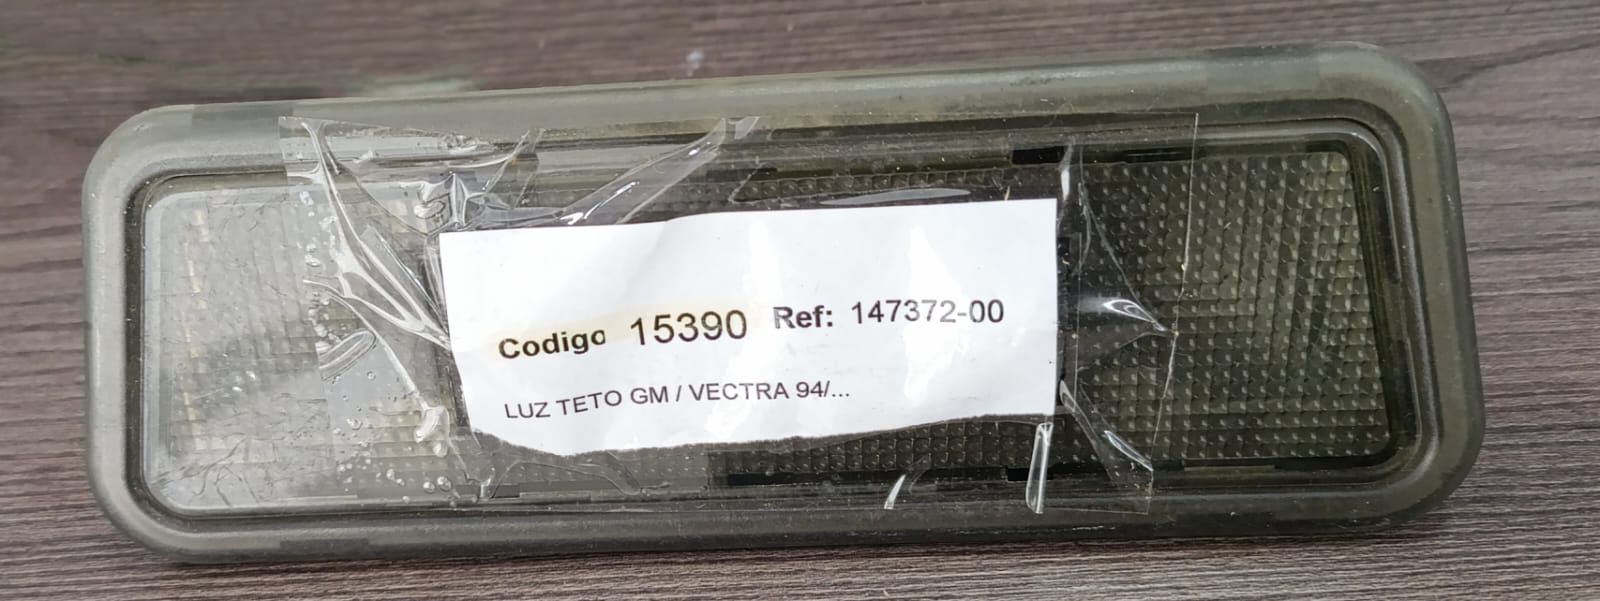 Codigo 15390 Ref: 147372-00
LUZ TETO GM / VECTRA 94/...